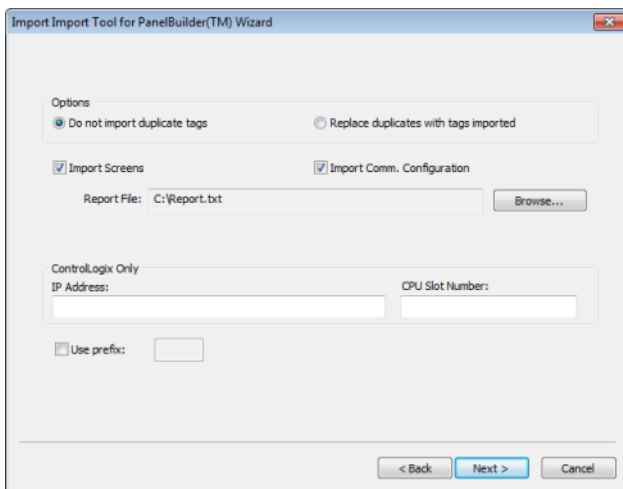 Import Import Tool for PanelBuilder(TM) Wizard
Options
Do not import duplicate tags
Replace duplicates with tags imported
Import Screens
Import Comm. Configuration
Report File: C:\Report.txt
Browse...
ControlLogix Only
IP Address:
CPU Slot Number:
Use prefix:
< Back
Next >
Cancel